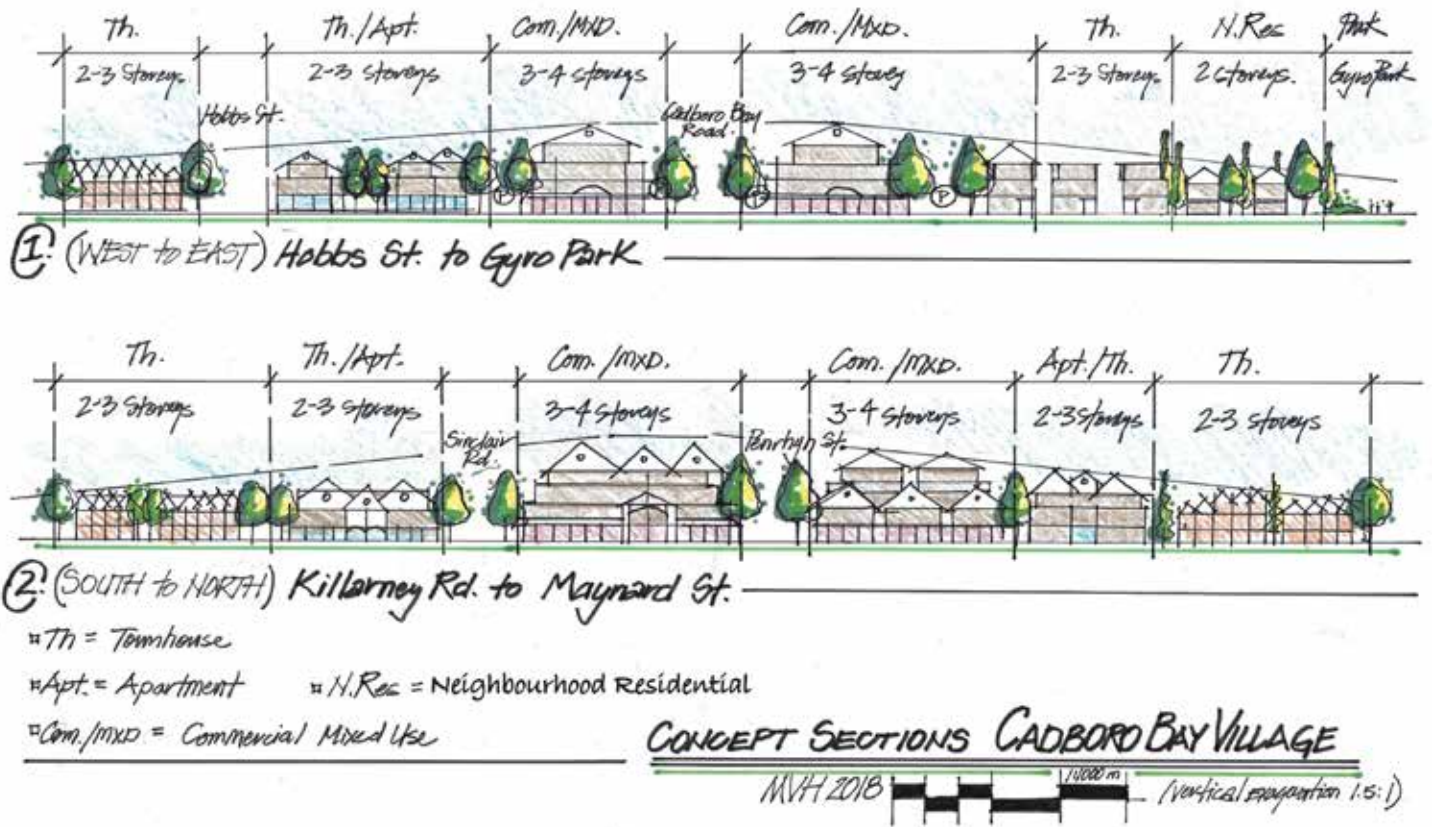 Th. Th./Apt. Com./MXD. Com./MXD. Th. N.Res Park
2-3 Storeys 2-3 storeys 3-4 storeys 3-4 storey 2-3 Storeys 2 storeys. Gyro Park
Hobbs St. Cadboro Bay
Road.
P P P
1. (WEST to EAST) Hobbs St. to Gyro Park
Th. Th./Apt. Com./MXD. Com./MXD. Apt./Th. Th.
2-3 Storeys 2-3 storeys 3-4 storeys 3-4 storeys 2-3 storeys 2-3 storeys
Sinclair Penrhyn St.
Rd.
2. (SOUTH to NORTH) Killarney Rd. to Maynard St.
Th = Townhouse
Apt. = Apartment N.Res = Neighbourhood Residential
Com./MXD = Commercial Mixed Use
CONCEPT SECTIONS CADBORO BAY VILLAGE
MVH 2018 (vertical exageration 1.5:1)